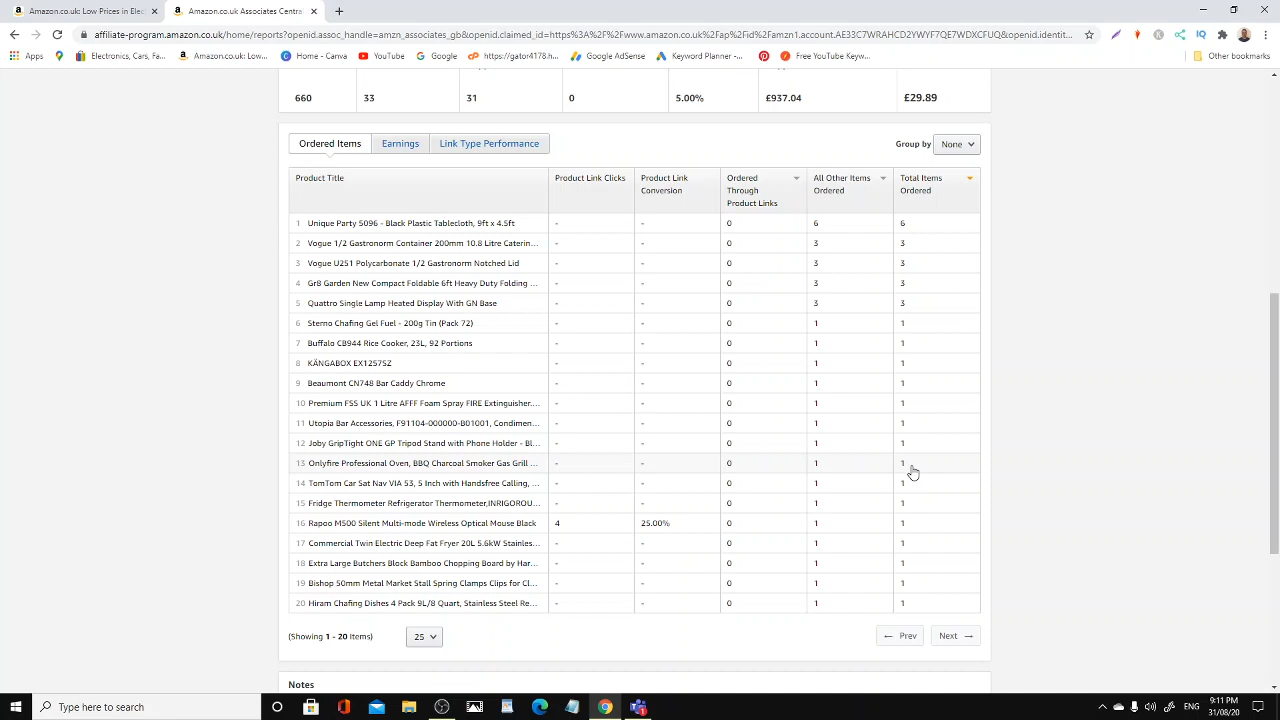 Amazon.co.uk: Low Prices in Elec
Amazon.co.uk Associates Centra
affiliate-program.amazon.co.uk/home/reports?openid.assoc_handle=amzn_associates_gb&openid.claimed_id=https%3A%2F%2Fwww.amazon.co.uk%2Fap%2Fid%2Famzn1.account.AE33C7WRAHCD2YWYF7QE7WDXCFUQ&openid.identit...
Apps
Electronics, Cars, Fa...
Amazon.co.uk: Low...
Home - Canva
YouTube
Google
https://gator4178.h...
Google AdSense
Keyword Planner -...
Free YouTube Keyw...
Other bookmarks
660 33 31 0 5.00% £937.04 £29.89
Ordered Items Earnings Link Type Performance Group by None
Product Title Product Link Clicks Product Link Conversion Ordered Through Product Links All Other Items Ordered Total Items Ordered
1 Unique Party 5096 - Black Plastic Tablecloth, 9ft x 4.5ft - - 0 6 6
2 Vogue 1/2 Gastronorm Container 200mm 10.8 Litre Caterin... - - 0 3 3
3 Vogue U251 Polycarbonate 1/2 Gastronorm Notched Lid - - 0 3 3
4 Gr8 Garden New Compact Foldable 6ft Heavy Duty Folding ... - - 0 3 3
5 Quattro Single Lamp Heated Display With GN Base - - 0 3 3
6 Sterno Chafing Gel Fuel - 200g Tin (Pack 72) - - 0 1 1
7 Buffalo CB944 Rice Cooker, 23L, 92 Portions - - 0 1 1
8 KÄNGABOX EX1257SZ - - 0 1 1
9 Beaumont CN748 Bar Caddy Chrome - - 0 1 1
10 Premium FSS UK 1 Litre AFFF Foam Spray FIRE Extinguisher.... - - 0 1 1
11 Utopia Bar Accessories, F91104-000000-B01001, Condimen... - - 0 1 1
12 Joby GripTight ONE GP Tripod Stand with Phone Holder - Bl... - - 0 1 1
13 Onlyfire Professional Oven, BBQ Charcoal Smoker Gas Grill ... - - 0 1 1
14 TomTom Car Sat Nav VIA 53, 5 Inch with Handsfree Calling, ... - - 0 1 1
15 Fridge Thermometer Refrigerator Thermometer,INRIGOROU... - - 0 1 1
16 Rapoo M500 Silent Multi-mode Wireless Optical Mouse Black 4 25.00% 0 1 1
17 Commercial Twin Electric Deep Fat Fryer 20L 5.6kW Stainles... - - 0 1 1
18 Extra Large Butchers Block Bamboo Chopping Board by Har... - - 0 1 1
19 Bishop 50mm Metal Market Stall Spring Clamps Clips for Cl... - - 0 1 1
20 Hiram Chafing Dishes 4 Pack 9L/8 Quart, Stainless Steel Re... - - 0 1 1
(Showing 1 - 20 Items) 25 ← Prev Next →
Notes
Type here to search
ENG
9:11 PM
31/08/20